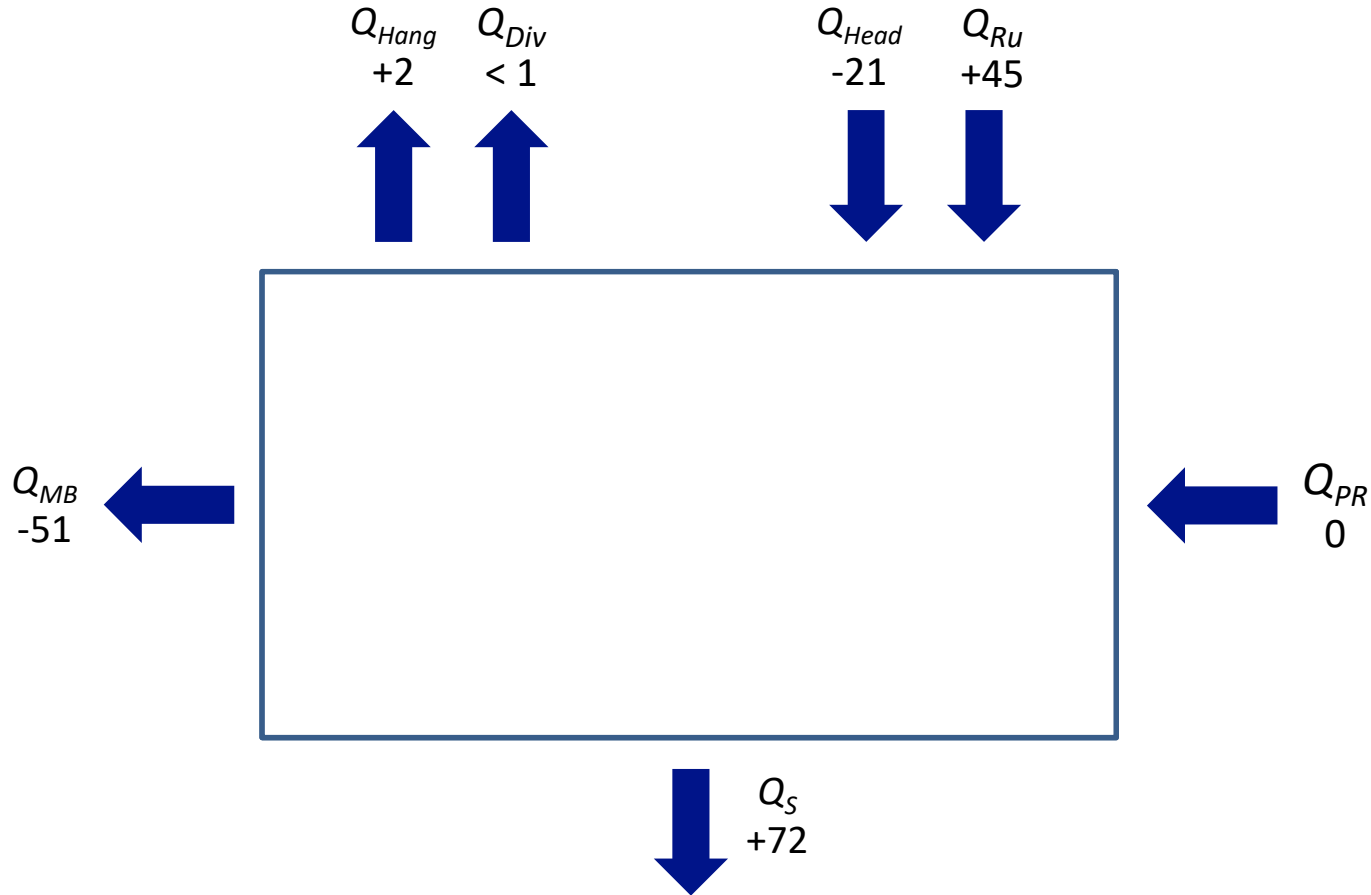 Q_Hang Q_Div Q_Head Q_Ru
+2 < 1 -21 +45
Q_MB
-51
Q_PR
0
Q_S
+72